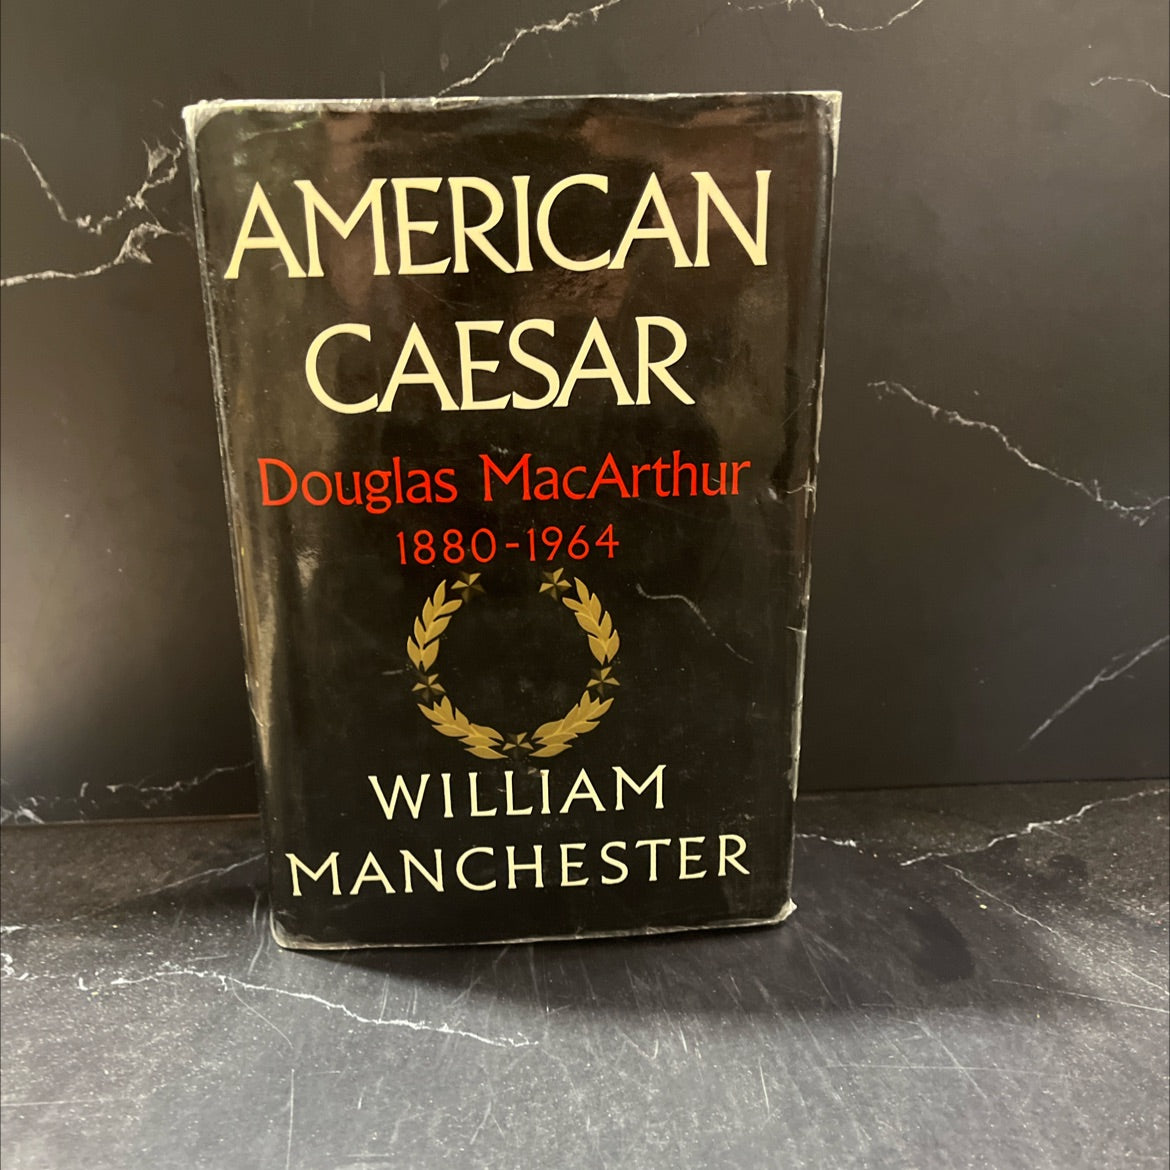 AMERICAN
CAESAR
Douglas MacArthur
1880-1964
WILLIAM
MANCHESTER